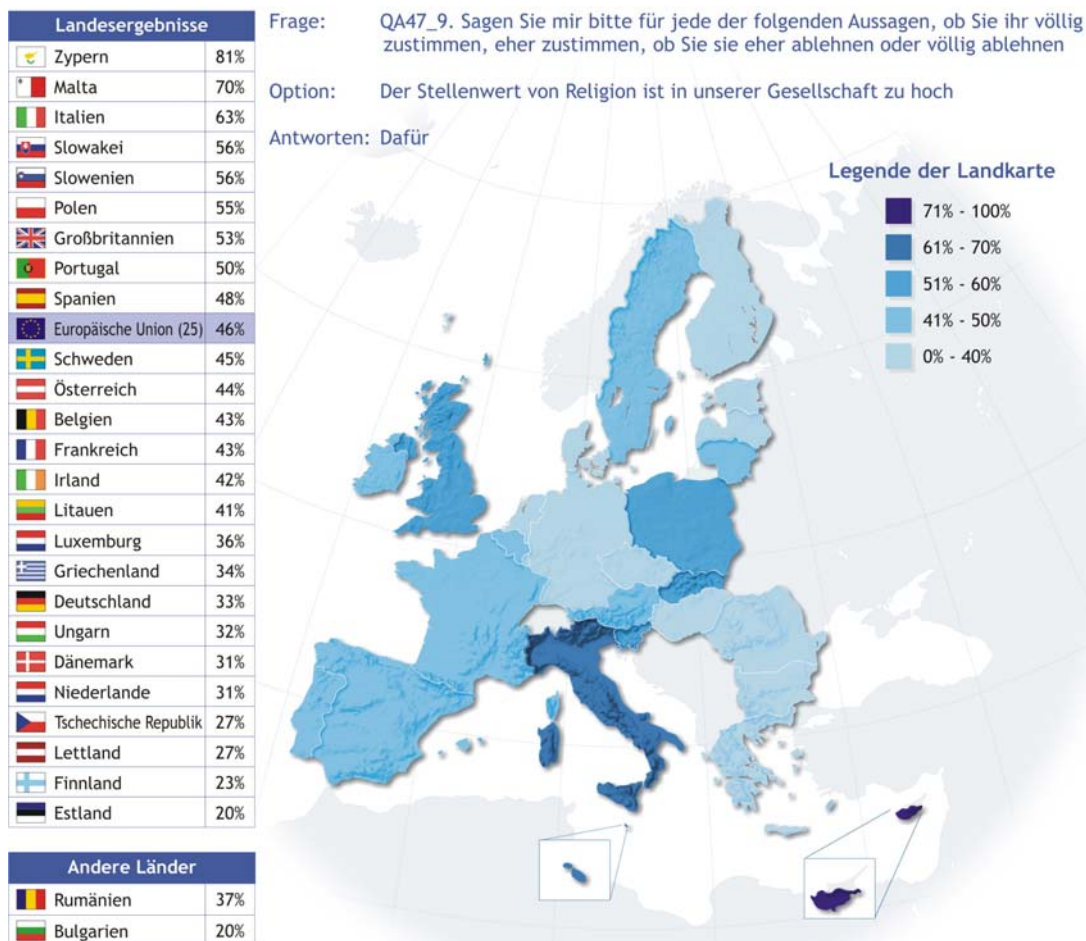 Landesergebnisse
Zypern 81%
Malta 70%
Italien 63%
Slowakei 56%
Slowenien 56%
Polen 55%
Großbritannien 53%
Portugal 50%
Spanien 48%
Europäische Union (25) 46%
Schweden 45%
Österreich 44%
Belgien 43%
Frankreich 43%
Irland 42%
Litauen 41%
Luxemburg 36%
Griechenland 34%
Deutschland 33%
Ungarn 32%
Dänemark 31%
Niederlande 31%
Tschechische Republik 27%
Lettland 27%
Finnland 23%
Estland 20%
Andere Länder
Rumänien 37%
Bulgarien 20%
Frage: QA47_9. Sagen Sie mir bitte für jede der folgenden Aussagen, ob Sie ihr völlig
zustimmen, eher zustimmen, ob Sie sie eher ablehnen oder völlig ablehnen
Option: Der Stellenwert von Religion ist in unserer Gesellschaft zu hoch
Antworten: Dafür
Legende der Landkarte
71% - 100%
61% - 70%
51% - 60%
41% - 50%
0% - 40%